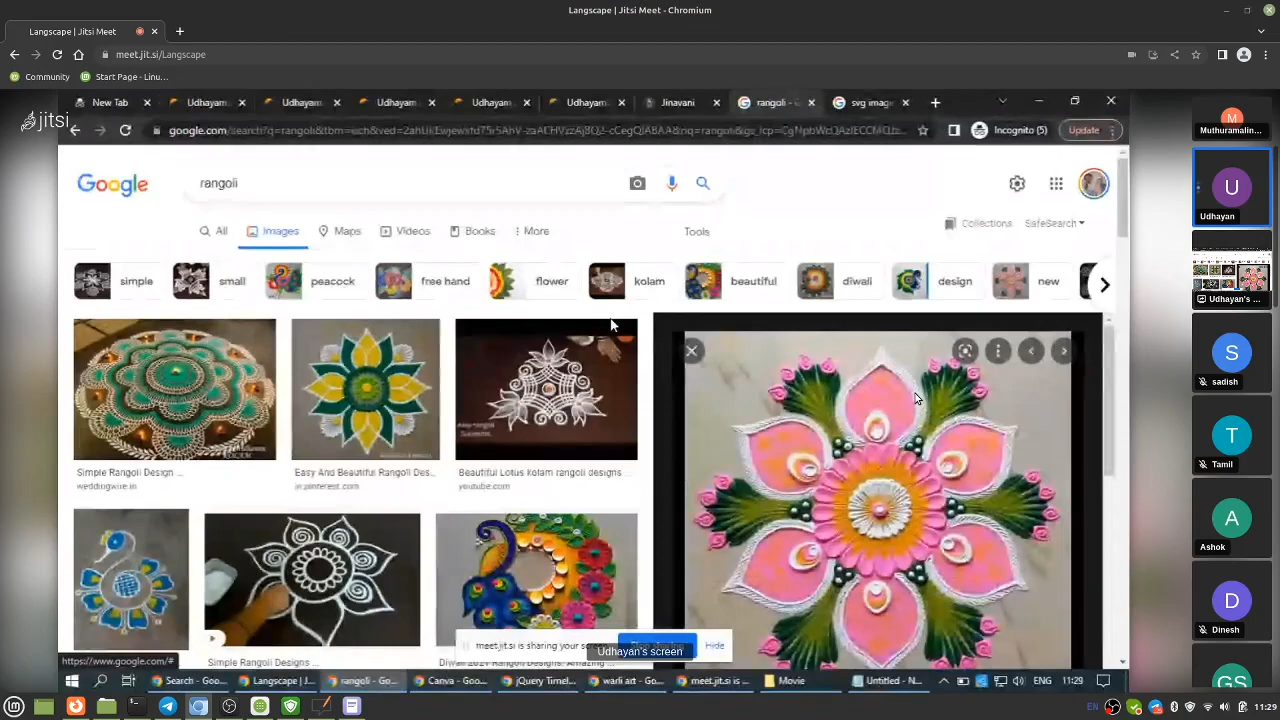 Langscape | Jitsi Meet - Chromium
Langscape | Jitsi Meet
meet.jit.si/Langscape
Community
Start Page - Linu...
New Tab
Udhayam
Udhayam
Udhayam
Udhayam
Udhayam
Jinavani
rangoli - Go
svg image
jitsi
Incognito (5)
Update
Google
rangoli
All
Images
Maps
Videos
Books
More
Tools
Collections
SafeSearch
simple
small
peacock
free hand
flower
kolam
beautiful
diwali
design
new
Simple Rangoli Design ...
weddingwire.in
Easy And Beautiful Rangoli Des...
in.pinterest.com
Beautiful Lotus kolam rangoli designs ...
youtube.com
Simple Rangoli Designs ...
meet.jit.si is sharing your screen
Hide
Udhayan's screen
https://www.google.com/#
Search - Goo...
Langscape | J...
rangoli - Go...
Canva - Goo...
jQuery Timel...
warli art - Go...
meet.jit.si is ...
Movie
Untitled - N...
ENG
11:29
M
Muthuramalin...
U
Udhayan
Udhayan's ...
S
sadish
T
Tamil
A
Ashok
D
Dinesh
GS
EN
11:29